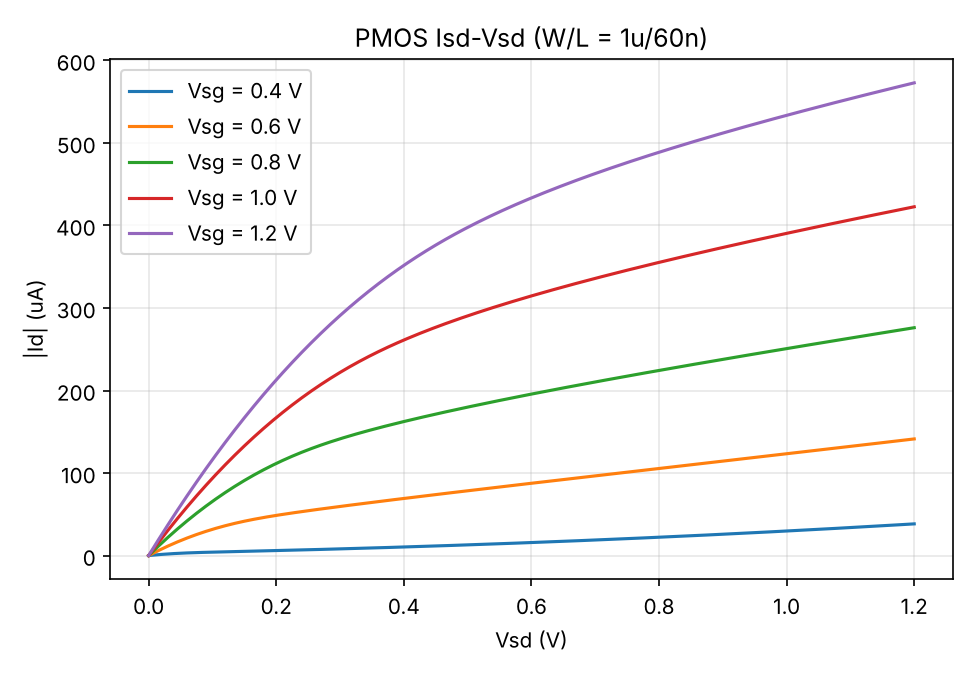 PMOS Isd-Vsd (W/L = 1u/60n)
|Id| (uA)
600
500
400
300
200
100
0
Vsg = 0.4 V
Vsg = 0.6 V
Vsg = 0.8 V
Vsg = 1.0 V
Vsg = 1.2 V
0.0 0.2 0.4 0.6 0.8 1.0 1.2
Vsd (V)